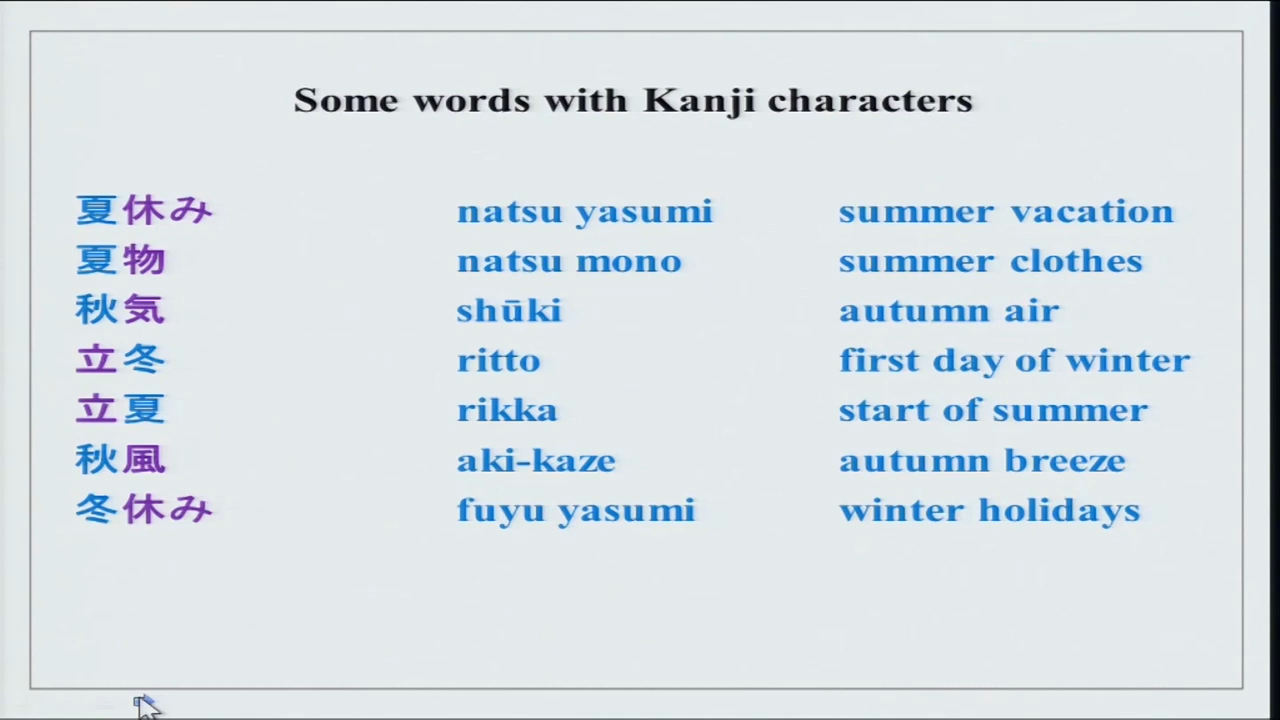 Some words with Kanji characters
夏休み natsu yasumi summer vacation
夏物 natsu mono summer clothes
秋気 shūki autumn air
立冬 ritto first day of winter
立夏 rikka start of summer
秋風 aki-kaze autumn breeze
冬休み fuyu yasumi winter holidays